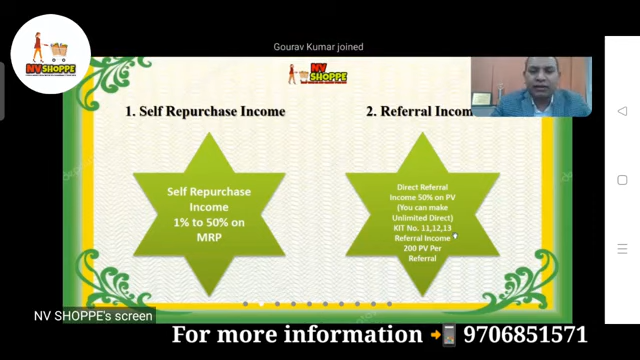 Gourav Kumar joined
NV SHOPPE
NV SHOPPE
1. Self Repurchase Income
2. Referral Incom
Self Repurchase
Income
1% to 50% on
MRP
Direct Referral
Income 50% on PV
(You can make
Unlimited Direct)
KIT No. 11,12,13
Referral Income
200 PV Per
Referral
NV SHOPPE's screen
For more information 9706851571